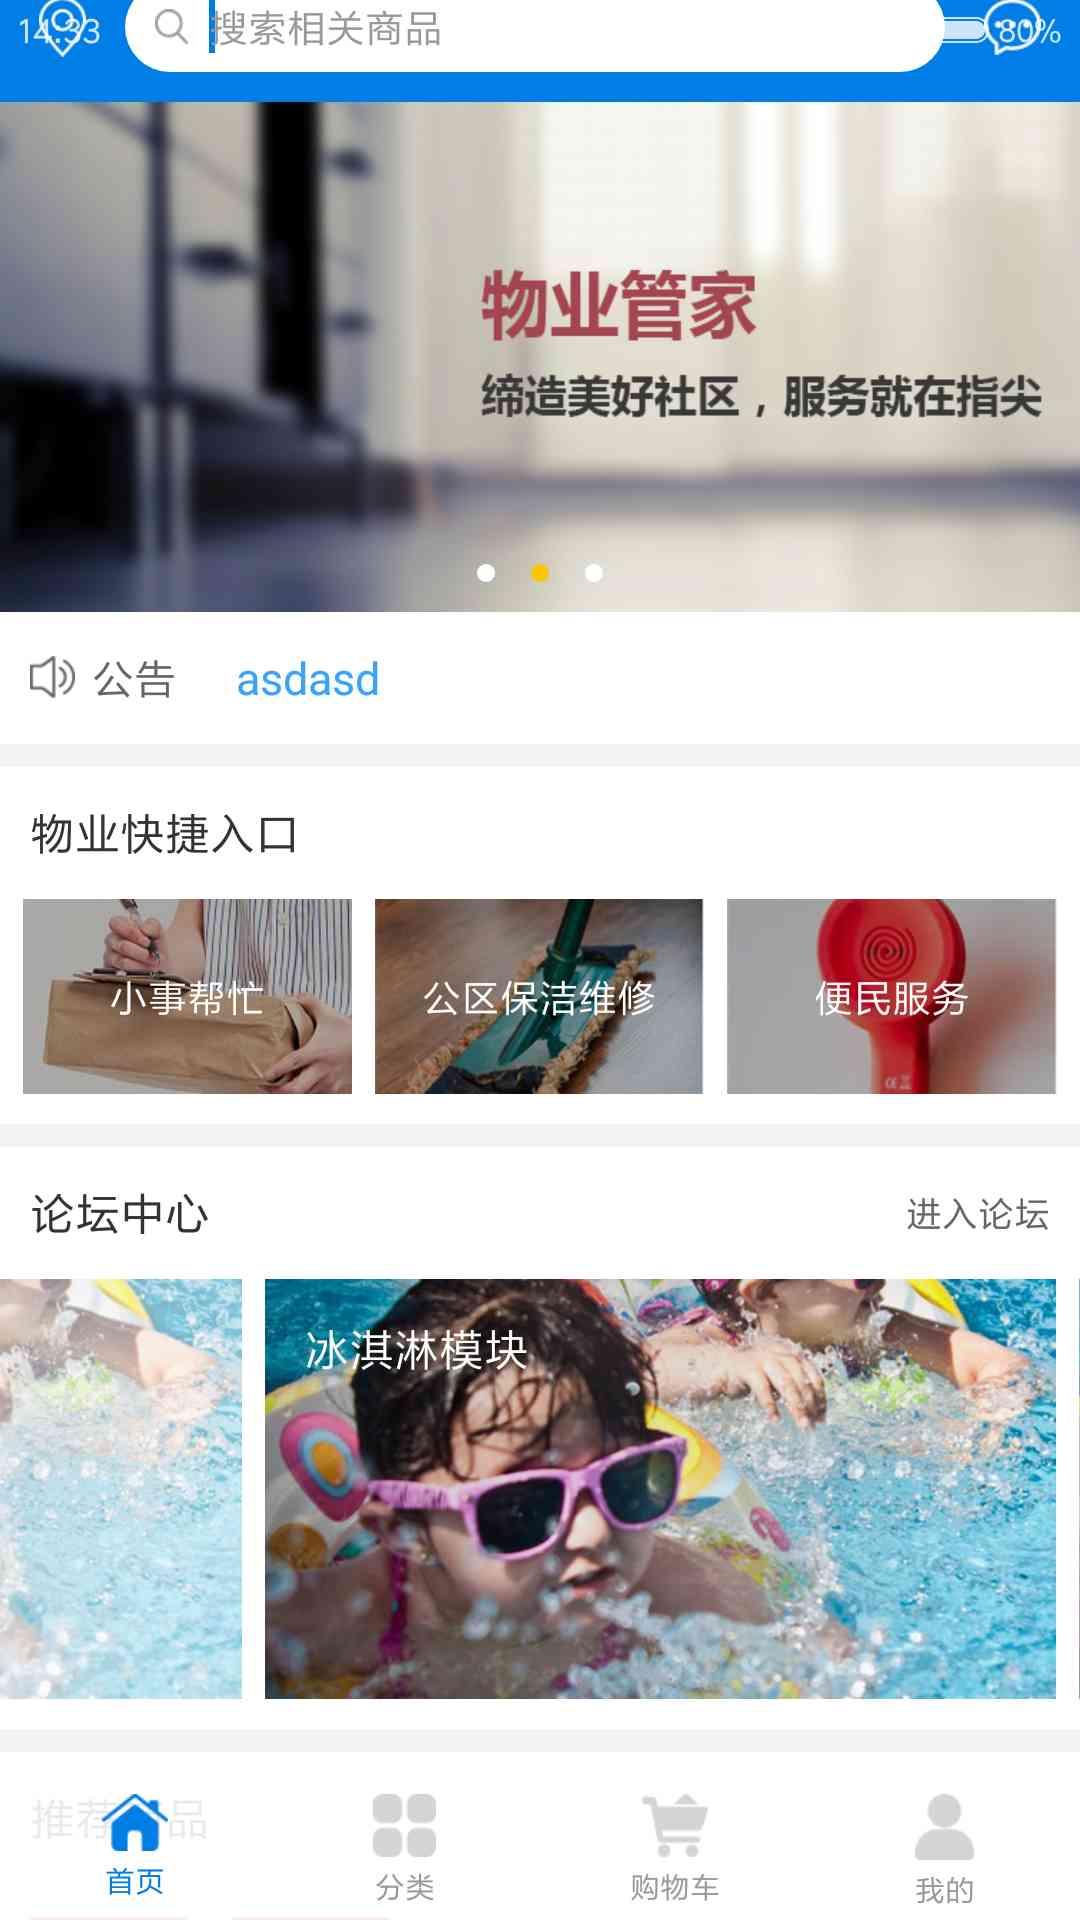 14:33
搜索相关商品
80%
物业管家
缔造美好社区，服务就在指尖
公告 asdasd
物业快捷入口
小事帮忙 公区保洁维修 便民服务
论坛中心 进入论坛
冰淇淋模块
推荐 品
首页 分类 购物车 我的